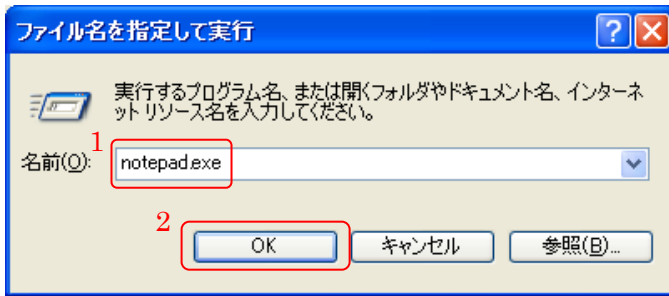 ファイル名を指定して実行
実行するプログラム名、または開くフォルダやドキュメント名、インターネ
ット リソース名を入力してください。
1
名前(O): notepad.exe
2
OK キャンセル 参照(B)...